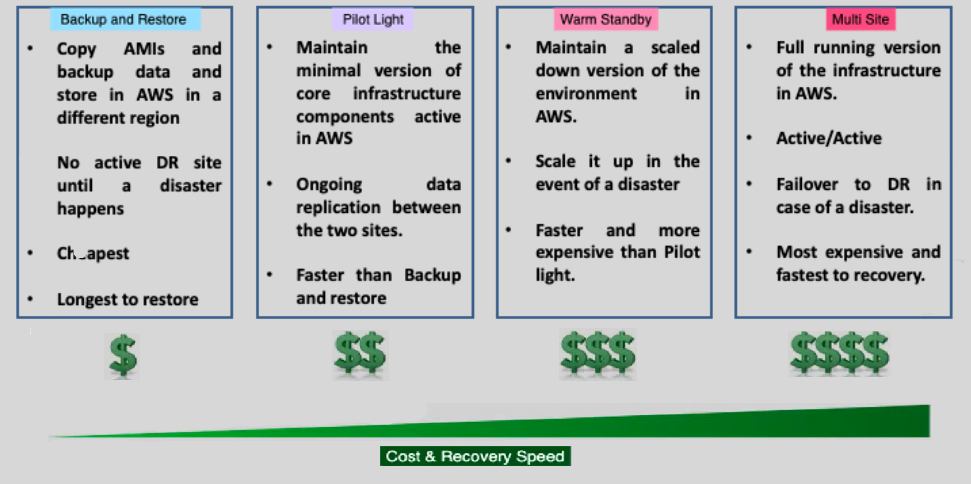 Backup and Restore
• Copy AMIs and
backup data and
store in AWS in a
different region
No active DR site
until a disaster
happens
• Cheapest
• Longest to restore
$
Pilot Light
• Maintain the
minimal version of
core infrastructure
components active
in AWS
• Ongoing data
replication between
the two sites.
• Faster than Backup
and restore
$$
Warm Standby
• Maintain a scaled
down version of the
environment in
AWS.
• Scale it up in the
event of a disaster
• Faster and more
expensive than Pilot
light.
$$$
Multi Site
• Full running version
of the infrastructure
in AWS.
• Active/Active
• Failover to DR in
case of a disaster.
• Most expensive and
fastest to recovery.
$$$$
Cost & Recovery Speed